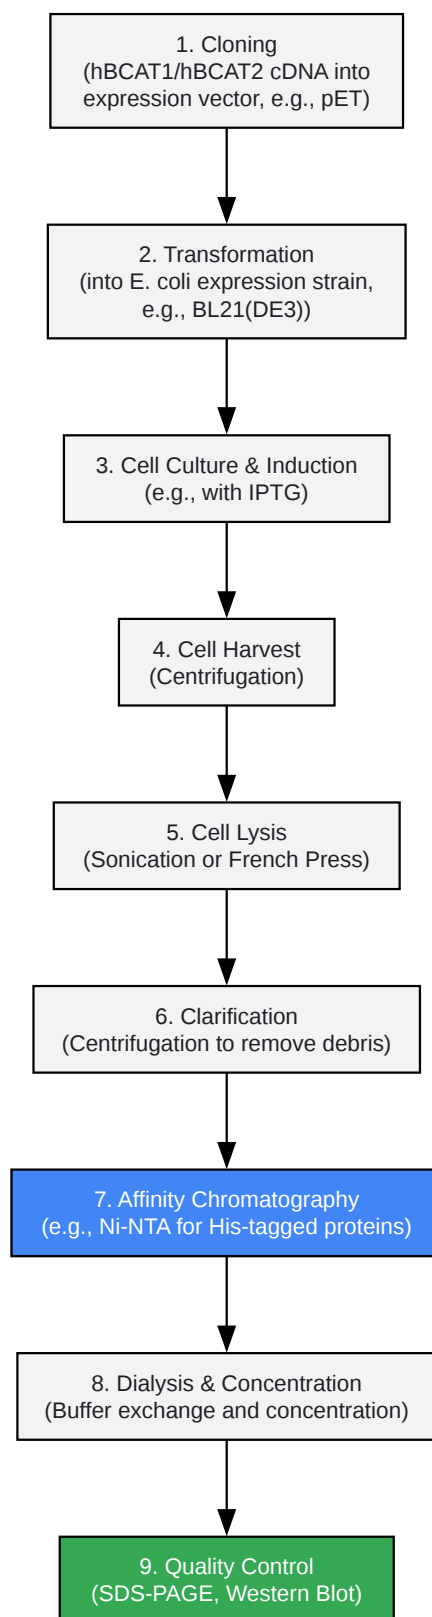 1. Cloning
(hBCAT1/hBCAT2 cDNA into
expression vector, e.g., pET)
2. Transformation
(into E. coli expression strain,
e.g., BL21(DE3))
3. Cell Culture & Induction
(e.g., with IPTG)
4. Cell Harvest
(Centrifugation)
5. Cell Lysis
(Sonication or French Press)
6. Clarification
(Centrifugation to remove debris)
7. Affinity Chromatography
(e.g., Ni-NTA for His-tagged proteins)
8. Dialysis & Concentration
(Buffer exchange and concentration)
9. Quality Control
(SDS-PAGE, Western Blot)